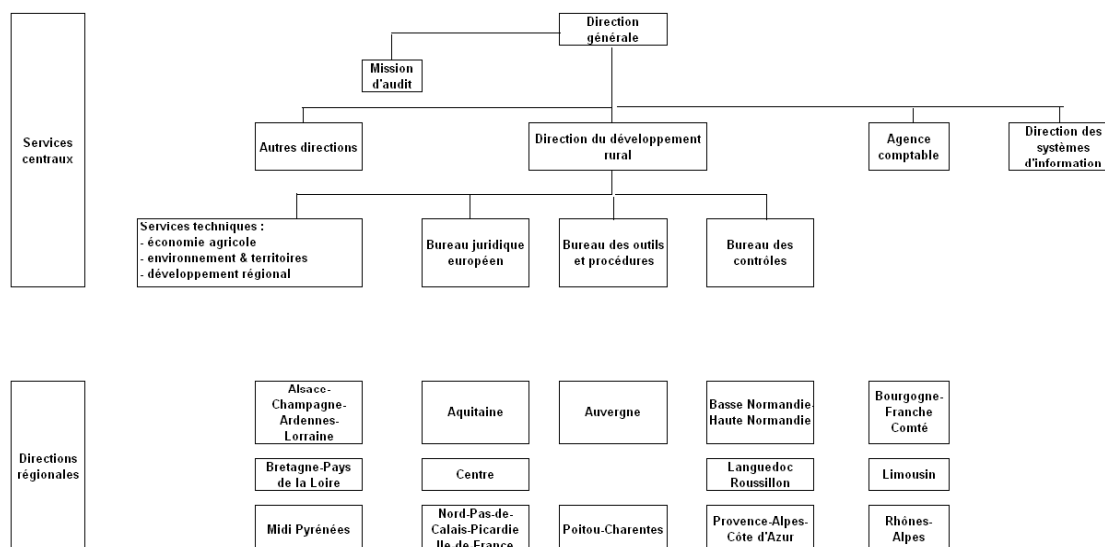 Direction
générale
Mission
d'audit
Services
centraux
Autres directions
Direction du développement
rural
Agence
comptable
Direction des
systèmes
d'information
Services techniques :
- économie agricole
- environnement & territoires
- développement régional
Bureau juridique
européen
Bureau des outils
et procédures
Bureau des
contrôles
Directions
régionales
Alsace-
Champagne-
Ardennes-
Lorraine
Aquitaine
Auvergne
Basse Normandie-
Haute Normandie
Bourgogne-
Franche
Comté
Bretagne-Pays
de la Loire
Centre
Languedoc
Roussillon
Limousin
Midi Pyrénées
Nord-Pas-de-
Calais-Picardie
Ile de France
Poitou-Charentes
Provence-Alpes-
Côte d'Azur
Rhônes-
Alpes